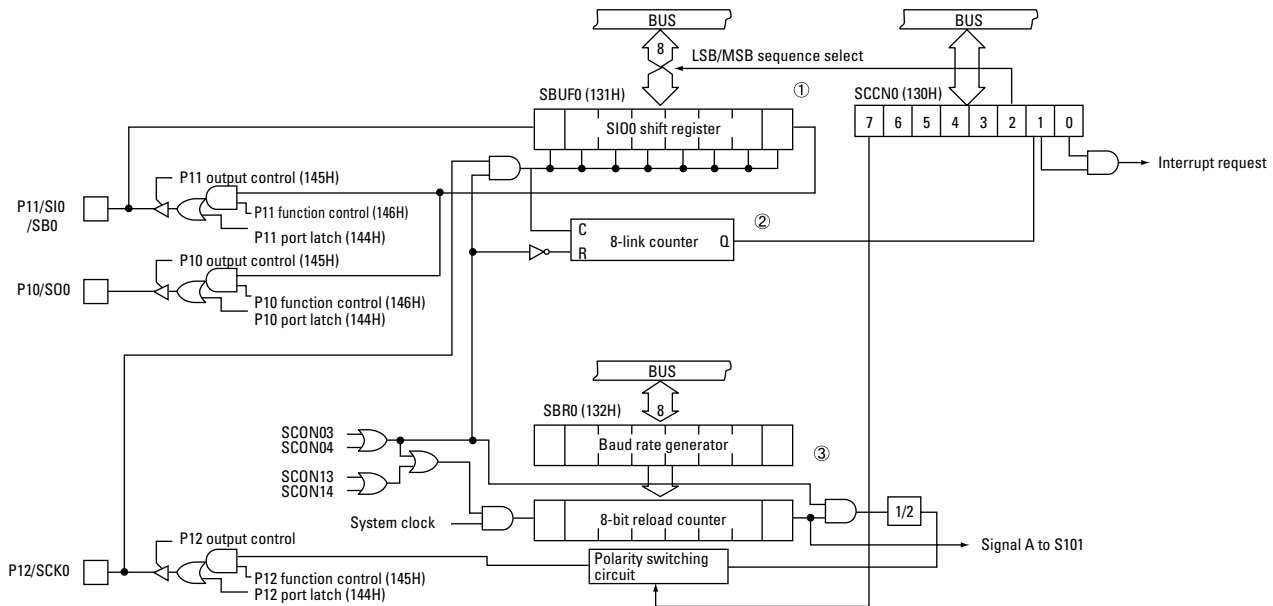 BUS
BUS
8
LSB/MSB sequence select
SBUF0 (131H)
①
SCCN0 (130H)
SIO0 shift register
7 6 5 4 3 2 1 0
Interrupt request
P11 output control (145H)
P11/SI0
/SB0
P11 function control (146H)
P11 port latch (144H)
②
C
8-link counter
Q
R
P10 output control (145H)
P10/SO0
P10 function control (146H)
P10 port latch (144H)
BUS
8
SBR0 (132H)
Baud rate generator
③
SCON03
SCON04
SCON13
SCON14
System clock
8-bit reload counter
1/2
Signal A to S101
P12 output control
Polarity switching
circuit
P12/SCK0
P12 function control (145H)
P12 port latch (144H)